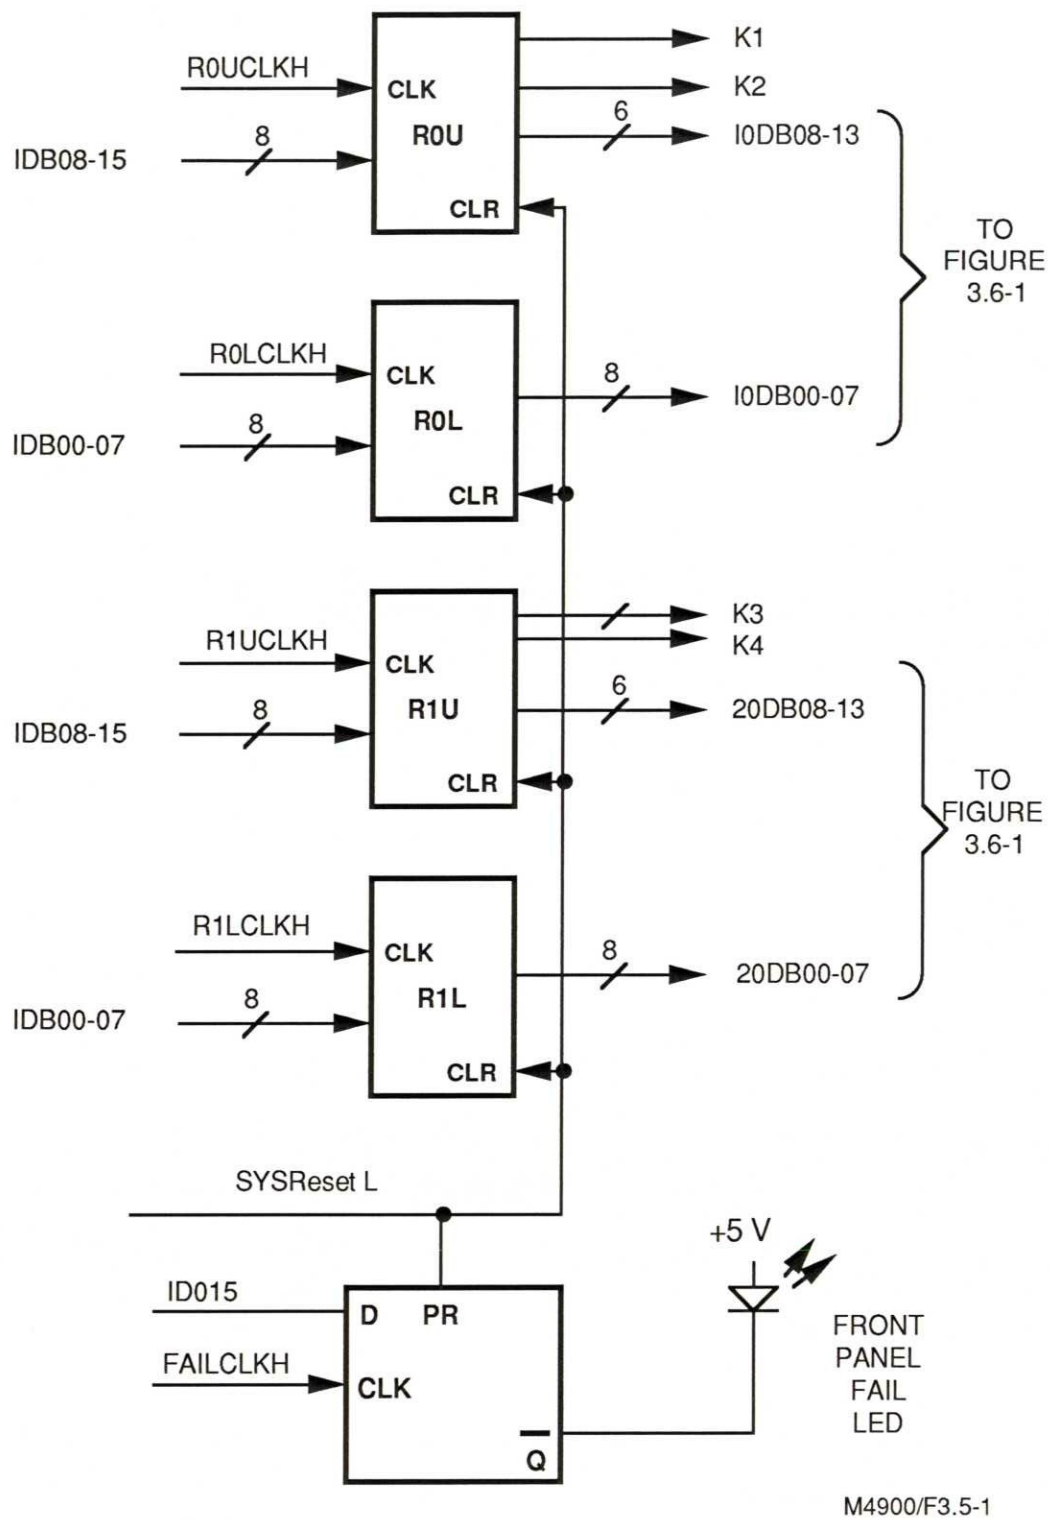 R0UCLKH
CLK
R0U
CLR
8
IDB08-15
K1
K2
6
I0DB08-13
TO
FIGURE
3.6-1
R0LCLKH
CLK
R0L
CLR
8
IDB00-07
8
I0DB00-07
R1UCLKH
CLK
R1U
CLR
8
IDB08-15
K3
K4
6
20DB08-13
TO
FIGURE
3.6-1
R1LCLKH
CLK
R1L
CLR
8
IDB00-07
8
20DB00-07
SYSReset L
ID015
D
PR
FAILCLKH
CLK
Q
+5 V
FRONT
PANEL
FAIL
LED
M4900/F3.5-1